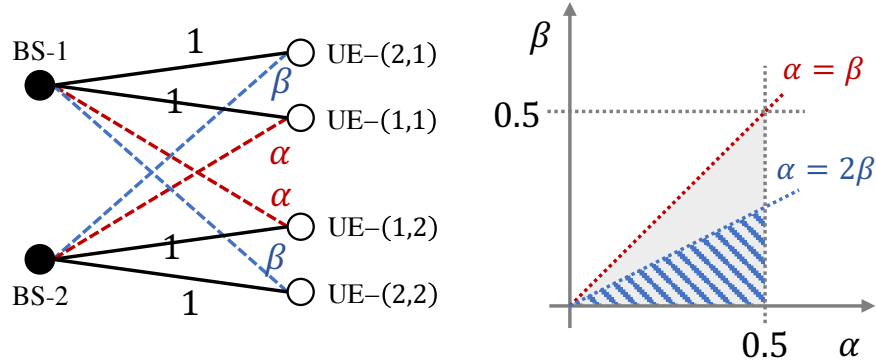 BS-1
1
UE−(2,1)
β
1
UE−(1,1)
α
α
1
UE−(1,2)
β
BS-2
1
UE−(2,2)
β
α = β
0.5
α = 2β
0.5
α